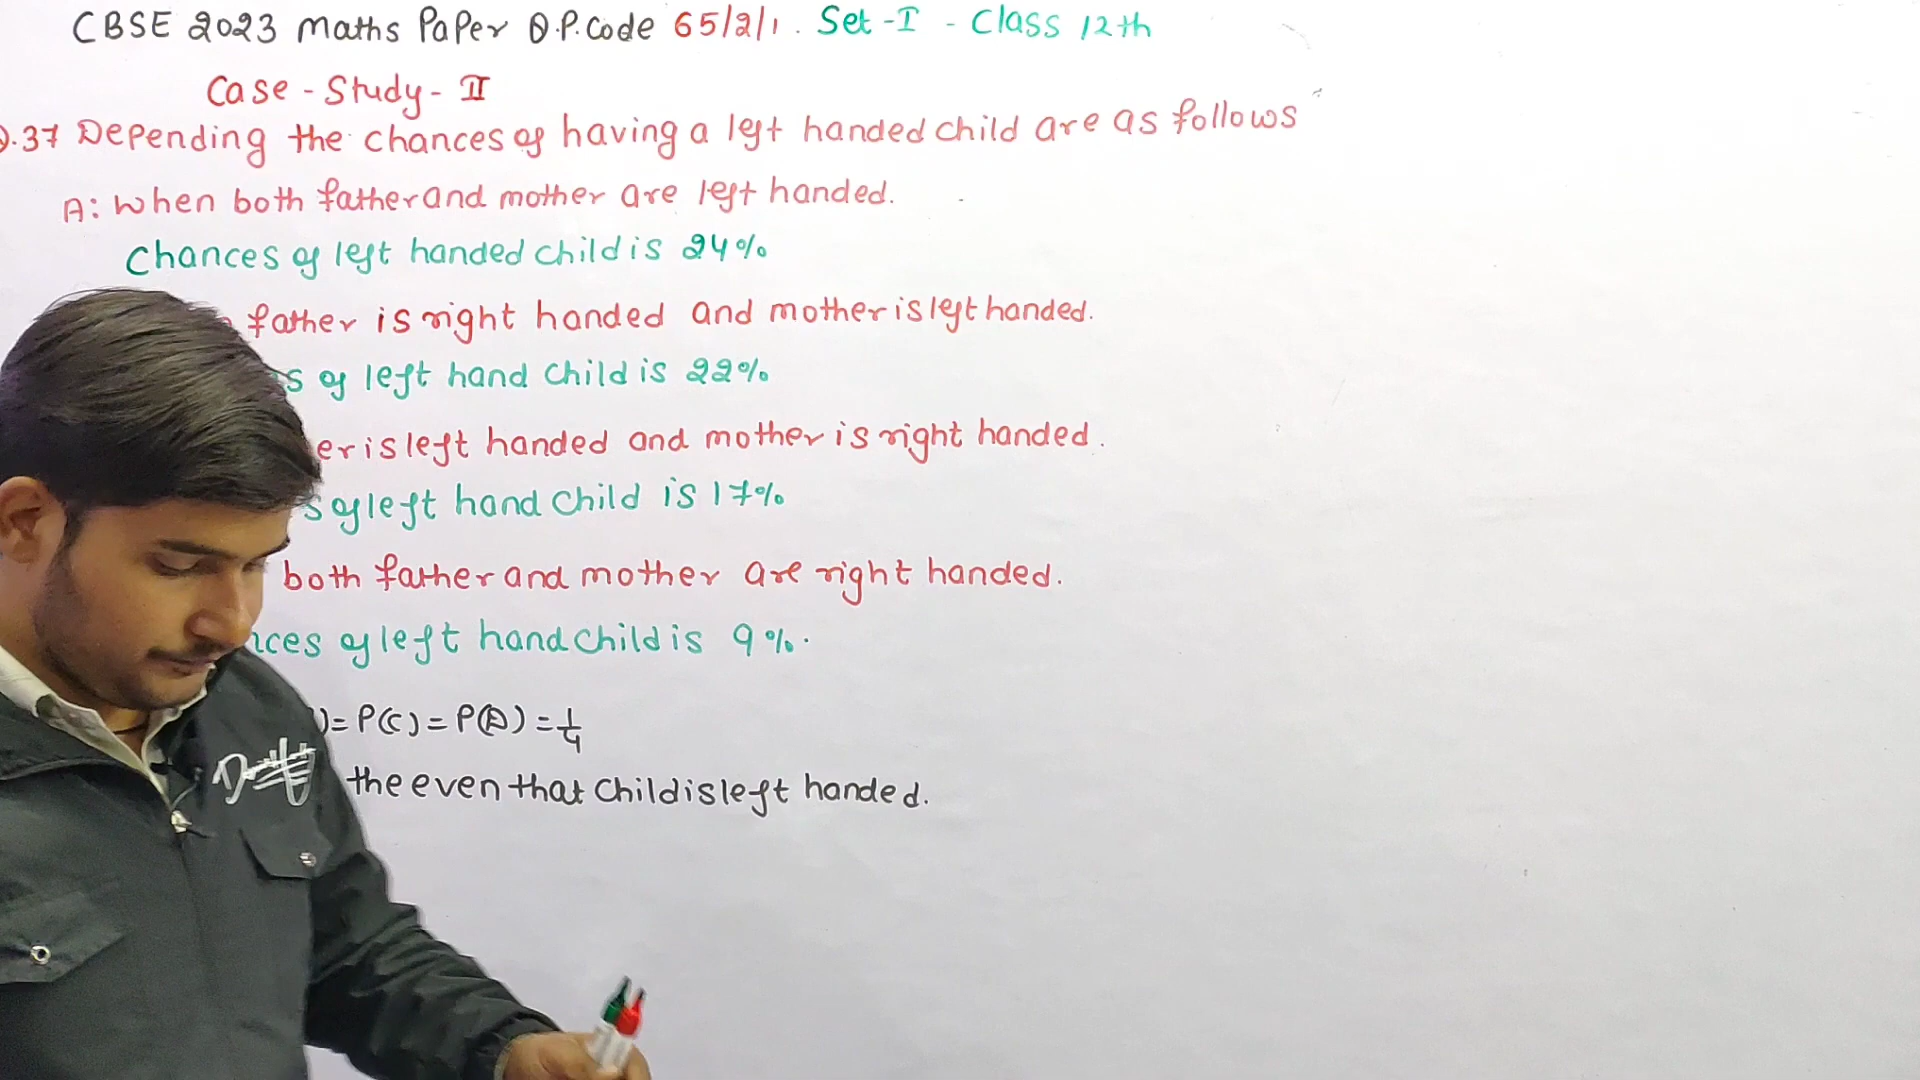 CBSE 2023 Maths Paper Q.P. Code 65/2/1. Set-I - Class 12th
Case-Study-II
Q.37 Depending the chances of having a left handed child are as follows
A: When both father and mother are left handed.
Chances of left handed child is 24%
father is right handed and mother is left handed.
s of left hand child is 22%
er is left handed and mother is right handed.
s of left hand child is 17%
both father and mother are right handed.
nces of left hand child is 9%.
)= P(C) = P(D) = 1/4
the even that child is left handed.